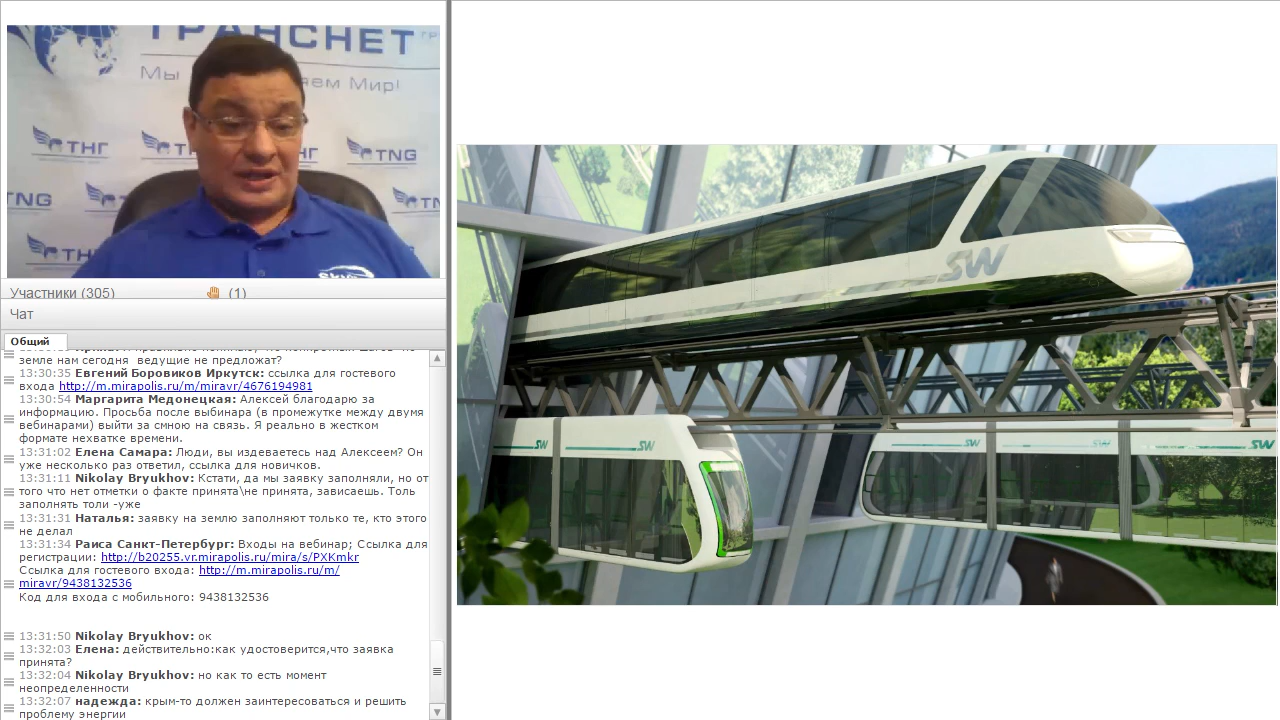 ТРАНСНЕТ
Мы
яем Мир!
ТНГ
TNG
TNG
TNG
ТНГ
ТНГ
Участники (305)
(1)
Чат
Общий
земле нам сегодня ведущие не предложат?
13:30:35 Евгений Боровиков Иркутск: ссылка для гостевого
входа http://m.mirapolis.ru/m/miravr/4676194981
13:30:54 Маргарита Медонецкая: Алексей благодарю за
информацию. Просьба после выбинара (в промежутке между двумя
вебинарами) выйти за смною на связь. Я реально в жестком
формате нехватке времени.
13:31:02 Елена Самара: Люди, вы издеваетесь над Алексеем? Он
уже несколько раз ответил, ссылка для новичков.
13:31:11 Nikolay Bryukhov: Кстати, да мы заявку заполняли, но от
того что нет отметки о факте принята\не принята, зависаешь. Толь
заполнять толи -уже
13:31:31 Наталья: заявку на землю заполняют только те, кто этого
не делал
13:31:34 Раиса Санкт-Петербург: Входы на вебинар; Ссылка для
регистрации: http://b20255.vr.mirapolis.ru/mira/s/PXKmkr
Ссылка для гостевого входа: http://m.mirapolis.ru/m/
miravr/9438132536
Код для входа с мобильного: 9438132536
13:31:50 Nikolay Bryukhov: ок
13:32:03 Елена: действительно:как удостоверится,что заявка
принята?
13:32:04 Nikolay Bryukhov: но как то есть момент
неопределенности
13:32:07 надежда: крым-то должен заинтересоваться и решить
проблему энергии
SW
SW
SW
SW
SW
SW